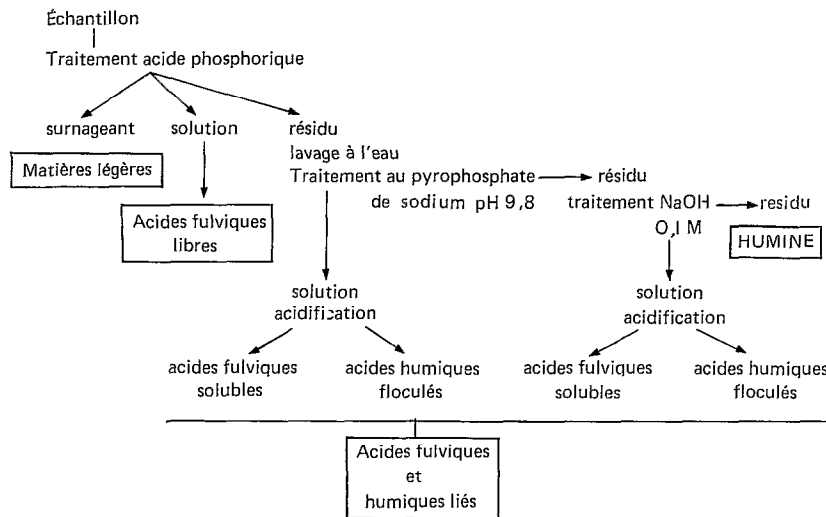 Échantillon
Traitement acide phosphorique
surnageant
solution
résidu
lavage à l'eau
Traitement au pyrophosphate
de sodium pH 9,8
résidu
traitement NaOH
0,1 M
residu
Matières légères
Acides fulviques
libres
HUMINE
solution
acidification
solution
acidification
acides fulviques
solubles
acides humiques
floculés
acides fulviques
solubles
acides humiques
floculés
Acides fulviques
et
humiques liés